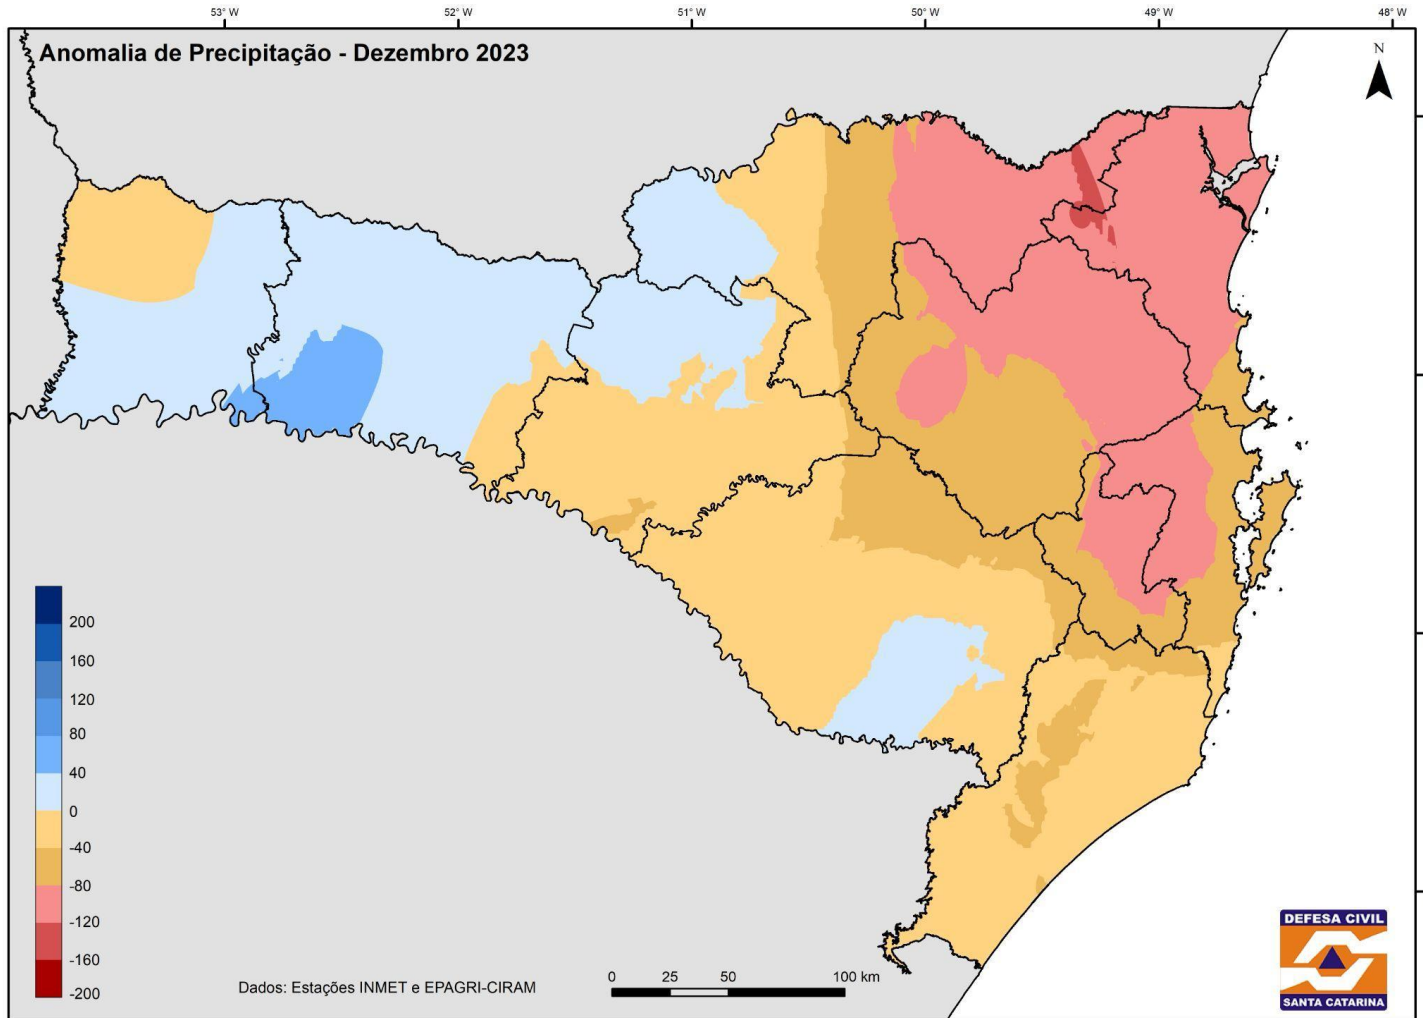 53° W 52° W 51° W 50° W 49° W 48° W
Anomalia de Precipitação - Dezembro 2023
N
200
160
120
80
40
0
-40
-80
-120
-160
-200
Dados: Estações INMET e EPAGRI-CIRAM
0 25 50 100 km
DEFESA CIVIL
SANTA CATARINA